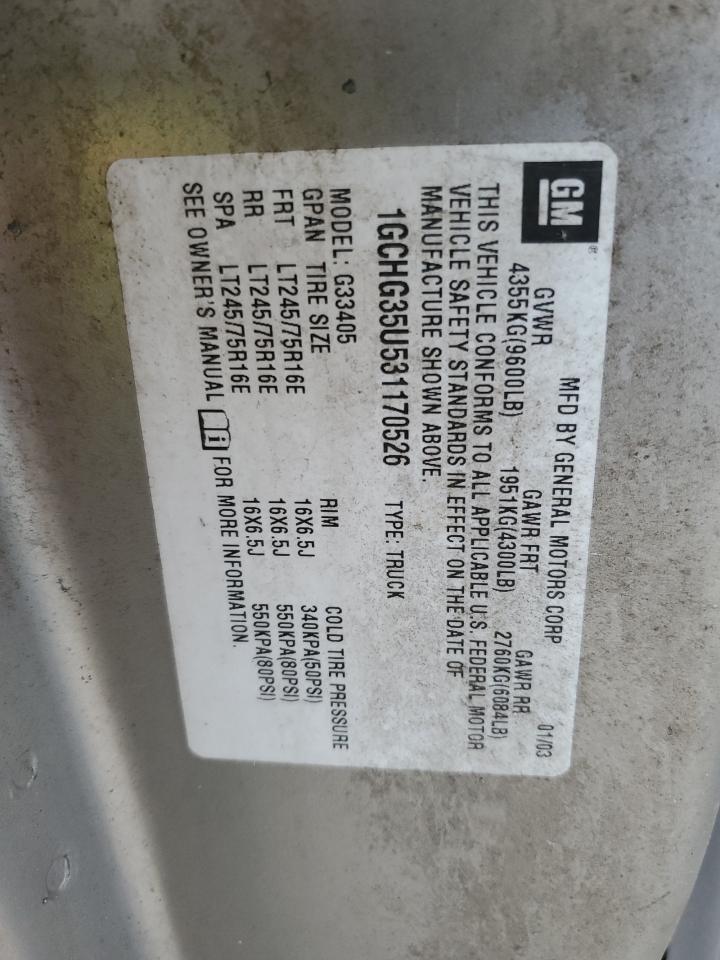 GM ®
MFD BY GENERAL MOTORS CORP 01/03
GVWR GAWR FRT GAWR RR
4355KG(9600LB) 1951KG(4300LB) 2760KG(6084LB)
THIS VEHICLE CONFORMS TO ALL APPLICABLE U.S. FEDERAL MOTOR
VEHICLE SAFETY STANDARDS IN EFFECT ON THE DATE OF
MANUFACTURE SHOWN ABOVE.
1GCHG35U531170526 TYPE: TRUCK
MODEL: G33405
GPAN TIRE SIZE RIM COLD TIRE PRESSURE
FRT LT245/75R16E 16X6.5J 340KPA(50PSI)
RR LT245/75R16E 16X6.5J 550KPA(80PSI)
SPA LT245/75R16E 16X6.5J 550KPA(80PSI)
SEE OWNER'S MANUAL FOR MORE INFORMATION.